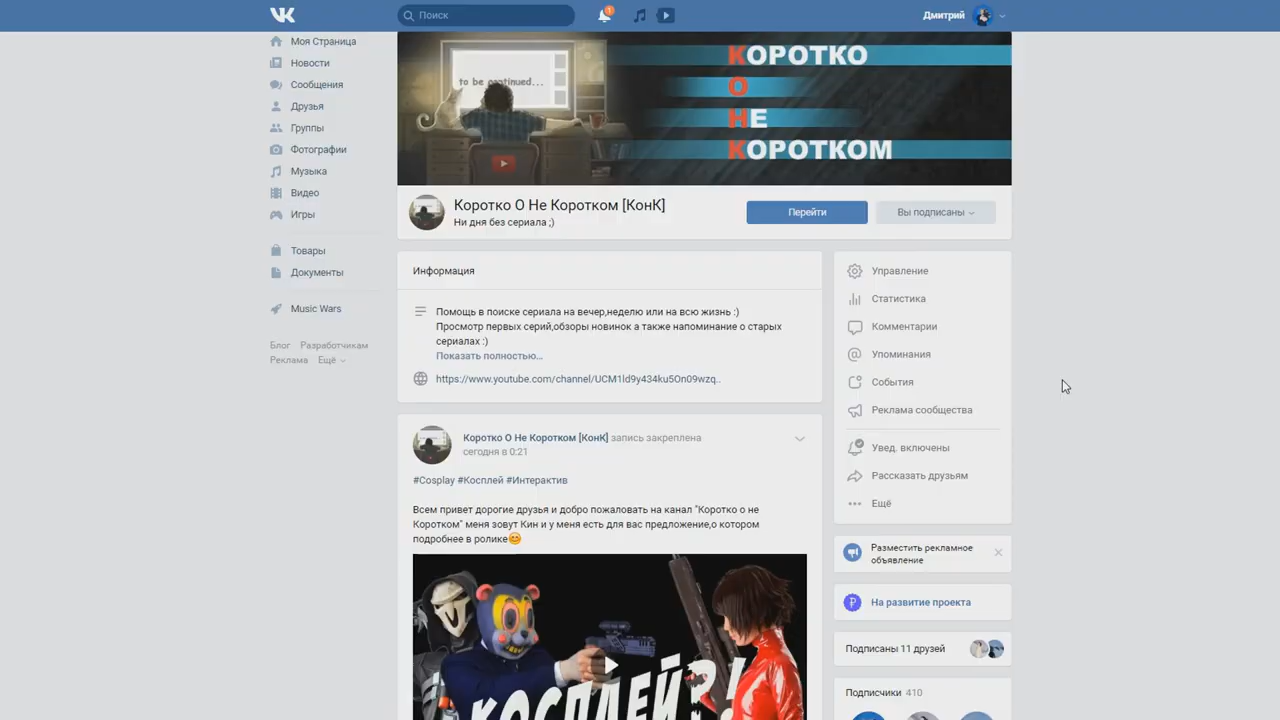 Поиск
1
Дмитрий
Моя Страница
Новости
Сообщения
Друзья
Группы
Фотографии
Музыка
Видео
Игры
Товары
Документы
Music Wars
Блог Разработчикам
Реклама Ещё
to be continued...
КОРОТКО
О
НЕ
КОРОТКОМ
Коротко О Не Коротком [КонК]
Ни дня без сериала ;)
Перейти
Вы подписаны
Информация
Помощь в поиске сериала на вечер,неделю или на всю жизнь :)
Просмотр первых серий,обзоры новинок а также напоминание о старых
сериалах :)
Показать полностью...
https://www.youtube.com/channel/UCM1ld9y434ku5On09wzq..
Коротко О Не Коротком [КонК] запись закреплена
сегодня в 0:21
#Cosplay #Косплей #Интерактив
Всем привет дорогие друзья и добро пожаловать на канал "Коротко о не
Коротком" меня зовут Кин и у меня есть для вас предложение,о котором
подробнее в ролике😊
КОСПЛЕЙ?!
Управление
Статистика
Комментарии
Упоминания
События
Реклама сообщества
Увед. включены
Рассказать друзьям
Ещё
Разместить рекламное
объявление
На развитие проекта
Подписаны 11 друзей
Подписчики 410